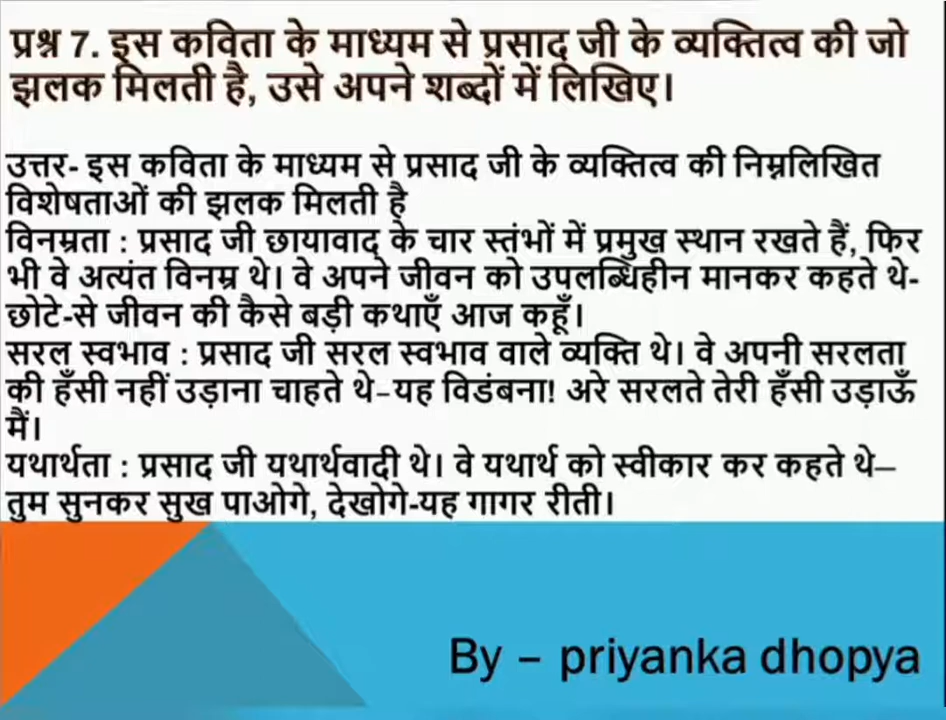 प्रश्न 7. इस कविता के माध्यम से प्रसाद जी के व्यक्तित्व की जो
झलक मिलती है, उसे अपने शब्दों में लिखिए।
उत्तर- इस कविता के माध्यम से प्रसाद जी के व्यक्तित्व की निम्नलिखित
विशेषताओं की झलक मिलती है
विनम्रता : प्रसाद जी छायावाद् के चार स्तंभों में प्रमुख स्थान रखते हैं, फिर
भी वे अत्यंत विनम्र थे। वे अपने जीवन को उपलब्धिहीन मानकर कहते थे-
छोटे-से जीवन की कैसे बड़ी कथाएँ आज कहूँ।
सरल स्वभाव : प्रसाद जी सरल स्वभाव वाले व्यक्ति थे। वे अपनी सरलता
की हँसी नहीं उड़ाना चाहते थे-यह विडंबना! अरे सरलते तेरी हँसी उड़ाऊँ
मैं।
यथार्थता : प्रसाद जी यथार्थवादी थे। वे यथार्थ को स्वीकार कर कहते थे–
तुम सुनकर सुख पाओगे, देखोगे-यह गागर रीती।
By – priyanka dhopya